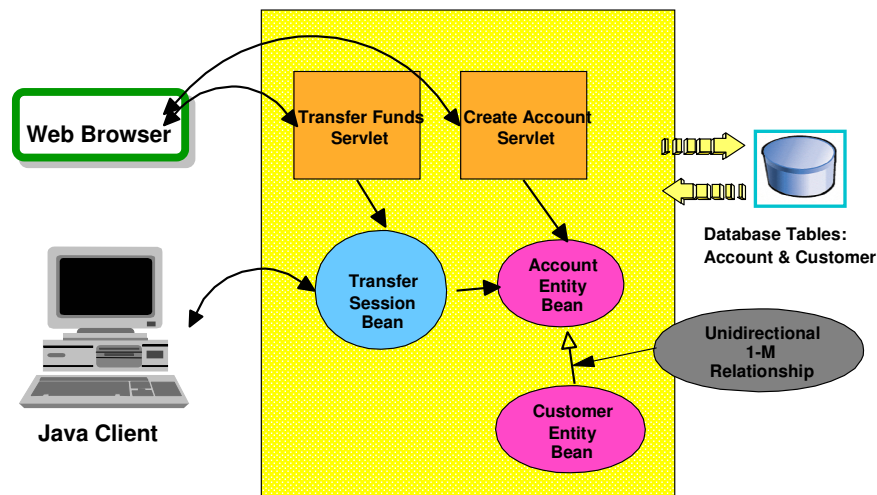 Web Browser
Transfer Funds
Servlet
Create Account
Servlet
Database Tables:
Account & Customer
Transfer
Session
Bean
Account
Entity
Bean
Unidirectional
1-M
Relationship
Customer
Entity
Bean
Java Client